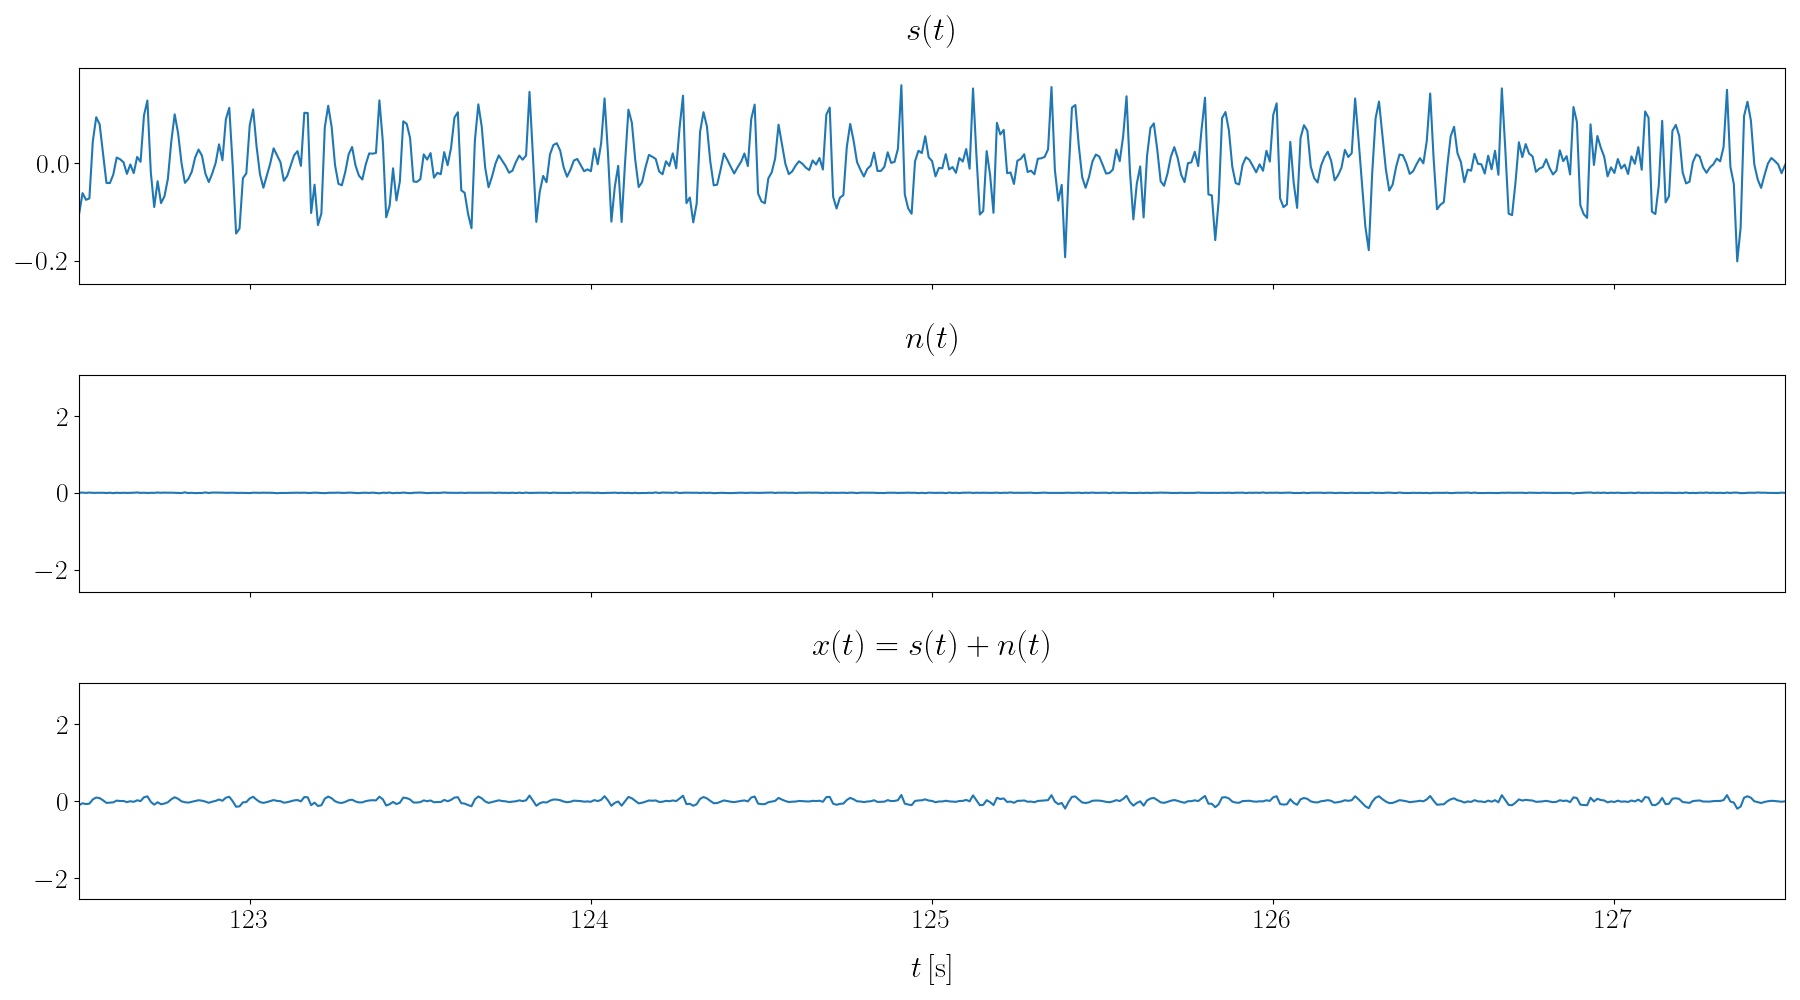 s(t)
0.0
−0.2
n(t)
2
0
−2
x(t) = s(t) + n(t)
2
0
−2
123 124 125 126 127
t [s]